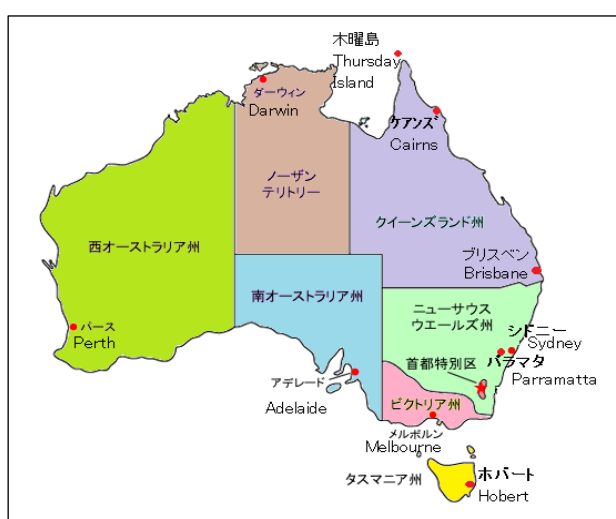 木曜島
Thursday
Island
ダーウィン
Darwin
ケアンズ
Cairns
ノーザン
テリトリー
クイーンズランド州
西オーストラリア州
ブリスベン
Brisbane
南オーストラリア州
ニューサウス
ウエールズ州
パース
Perth
シドニー
Sydney
パラマタ
Parramatta
首都特別区
アデレード
Adelaide
ビクトリア州
メルボルン
Melbourne
タスマニア州
ホバート
Hobert